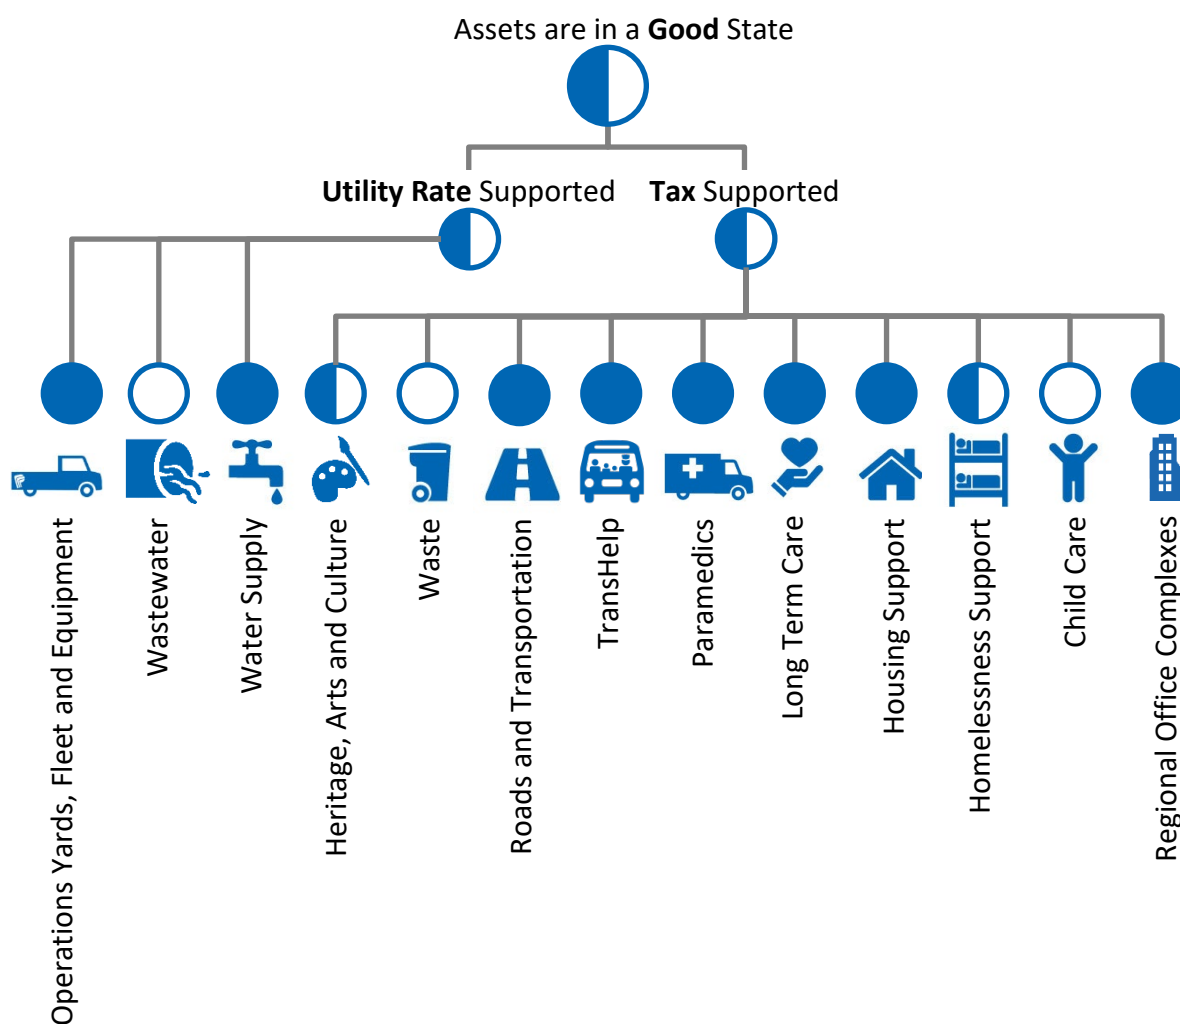 Assets are in a Good State
Utility Rate Supported
Tax Supported
Operations Yards, Fleet and Equipment
Wastewater
Water Supply
Heritage, Arts and Culture
Waste
Roads and Transportation
TransHelp
Paramedics
Long Term Care
Housing Support
Homelessness Support
Child Care
Regional Office Complexes